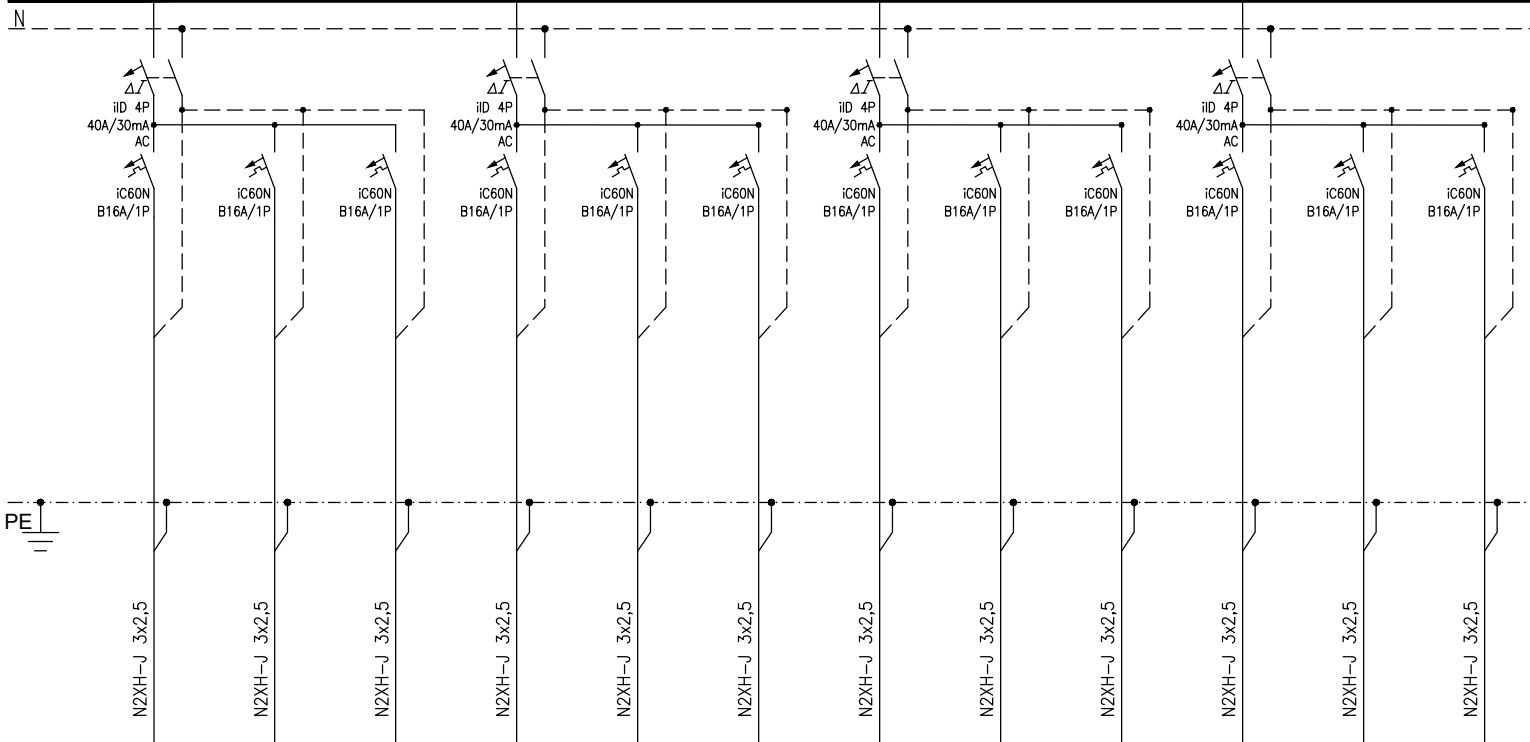 N
ΔI
iID 4P
40A/30mA
AC
ΔI
iID 4P
40A/30mA
AC
ΔI
iID 4P
40A/30mA
AC
ΔI
iID 4P
40A/30mA
AC
iC60N
B16A/1P
iC60N
B16A/1P
iC60N
B16A/1P
iC60N
B16A/1P
iC60N
B16A/1P
iC60N
B16A/1P
iC60N
B16A/1P
iC60N
B16A/1P
iC60N
B16A/1P
iC60N
B16A/1P
iC60N
B16A/1P
iC60N
B16A/1P
PE
N2XH-J 3x2,5
N2XH-J 3x2,5
N2XH-J 3x2,5
N2XH-J 3x2,5
N2XH-J 3x2,5
N2XH-J 3x2,5
N2XH-J 3x2,5
N2XH-J 3x2,5
N2XH-J 3x2,5
N2XH-J 3x2,5
N2XH-J 3x2,5
N2XH-J 3x2,5